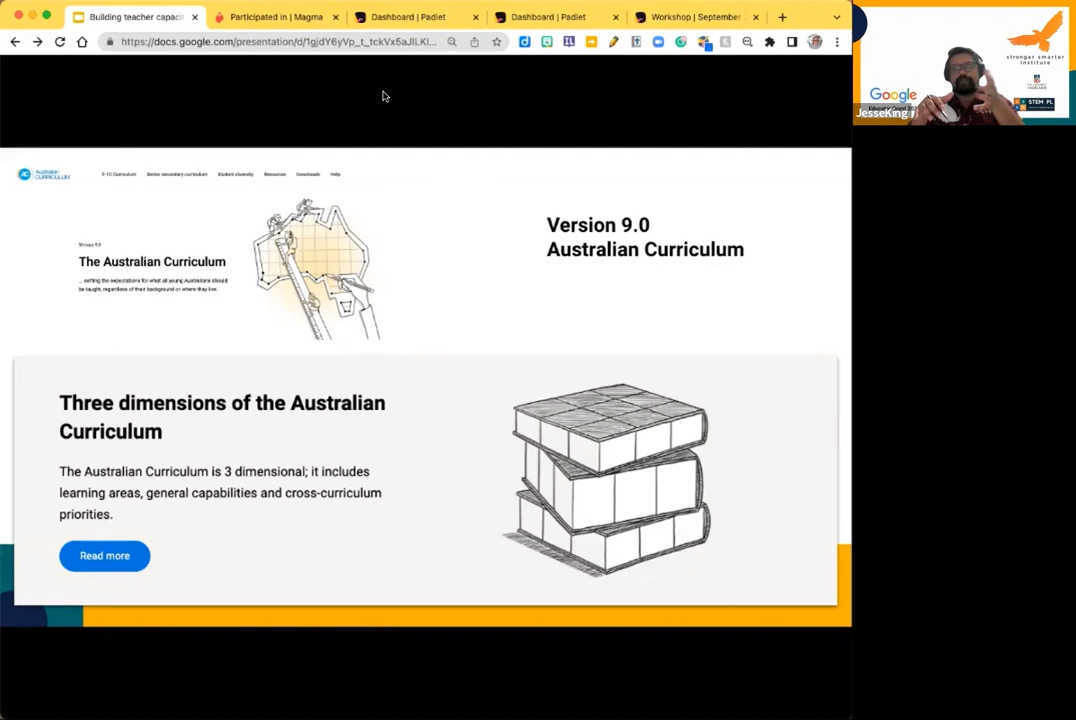 Building teacher capaci
Participated in | Magma
Dashboard | Padlet
Dashboard | Padlet
Workshop | September
https://docs.google.com/presentation/d/
stronger smarter
institute
Google
STEM PL
JesseKing
Australian
CURRICULUM
F-10 Curriculum
Senior secondary curriculum
Student diversity
Resources
Downloads
Help
Version 9.0
The Australian Curriculum
... setting the expectations for what all young Australians should
be taught, regardless of their background or where they live.
Version 9.0
Australian Curriculum
Three dimensions of the Australian
Curriculum
The Australian Curriculum is 3 dimensional; it includes
learning areas, general capabilities and cross-curriculum
priorities.
Read more